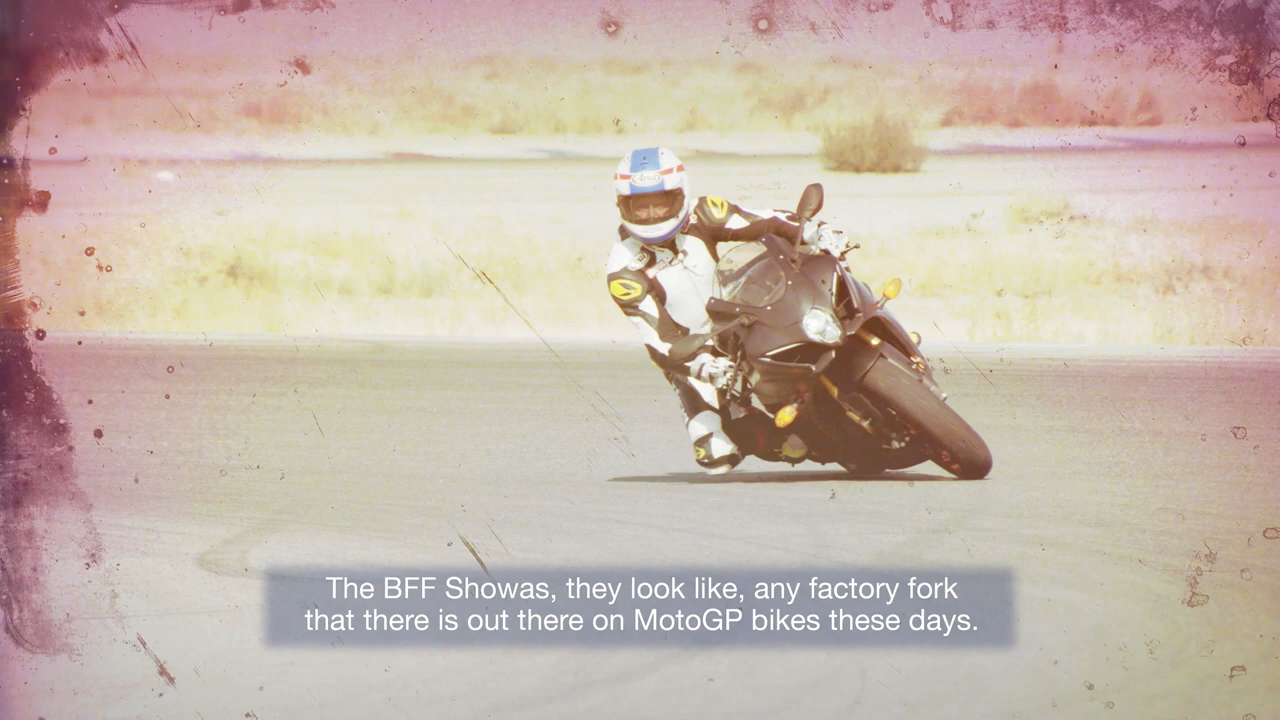 Arai
The BFF Showas, they look like, any factory fork
that there is out there on MotoGP bikes these days.